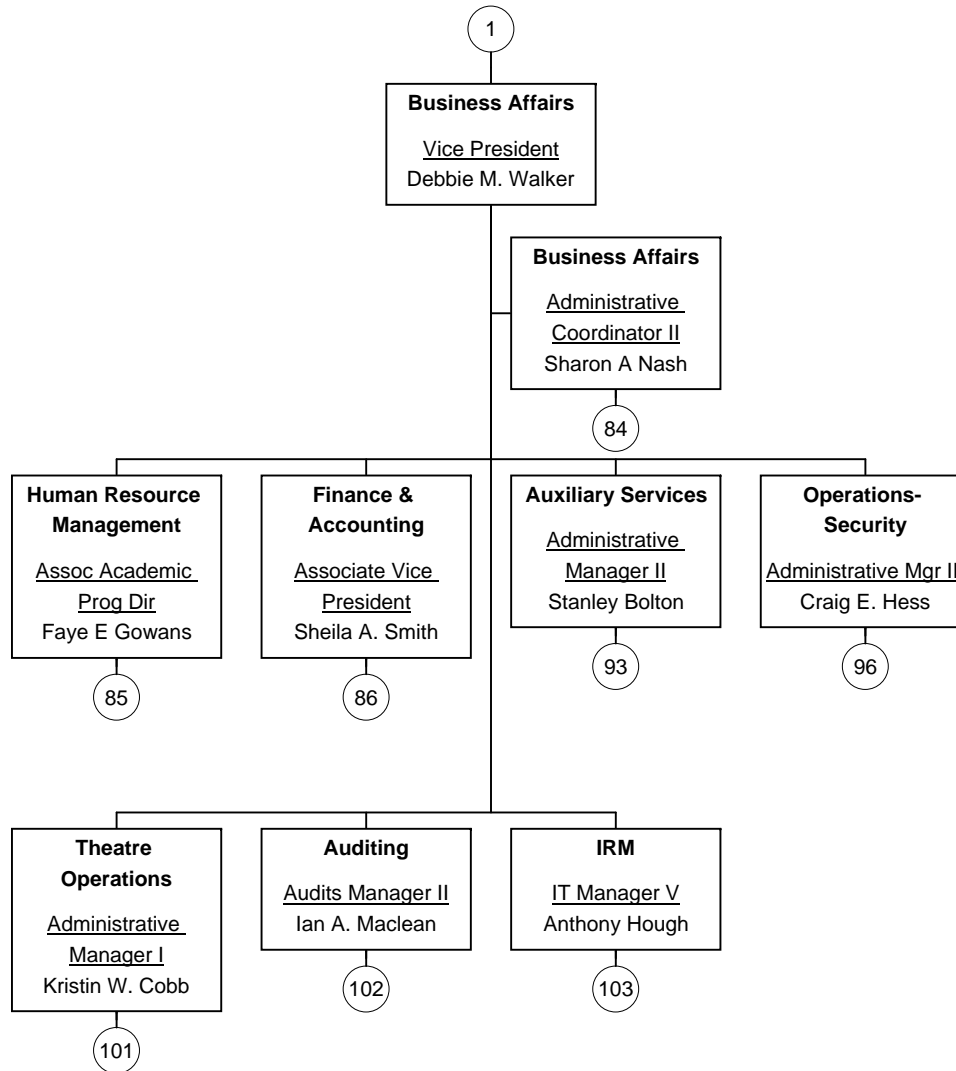 1
Business Affairs
Vice President
Debbie M. Walker
Business Affairs
Administrative
Coordinator II
Sharon A Nash
84
Human Resource
Management
Assoc Academic
Prog Dir
Faye E Gowans
85
Finance &
Accounting
Associate Vice
President
Sheila A. Smith
86
Auxiliary Services
Administrative
Manager II
Stanley Bolton
93
Operations-
Security
Administrative Mgr II
Craig E. Hess
96
Theatre
Operations
Administrative
Manager I
Kristin W. Cobb
101
Auditing
Audits Manager II
Ian A. Maclean
102
IRM
IT Manager V
Anthony Hough
103